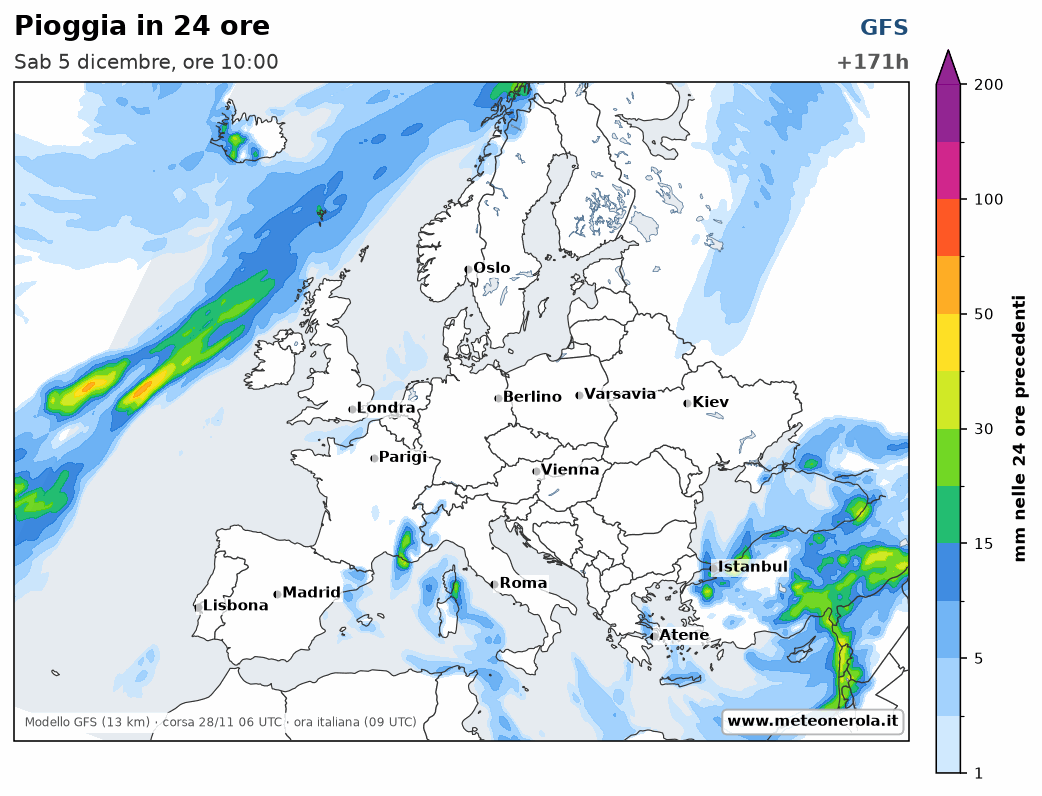 Pioggia in 24 ore
GFS
Sab 5 dicembre, ore 10:00
+171h
200
100
50
30
15
5
1
mm nelle 24 ore precedenti
Oslo
Berlino
Varsavia
Kiev
Londra
Parigi
Vienna
Istanbul
Roma
Madrid
Lisbona
Atene
Modello GFS (13 km) · corsa 28/11 06 UTC · ora italiana (09 UTC)
www.meteonerola.it